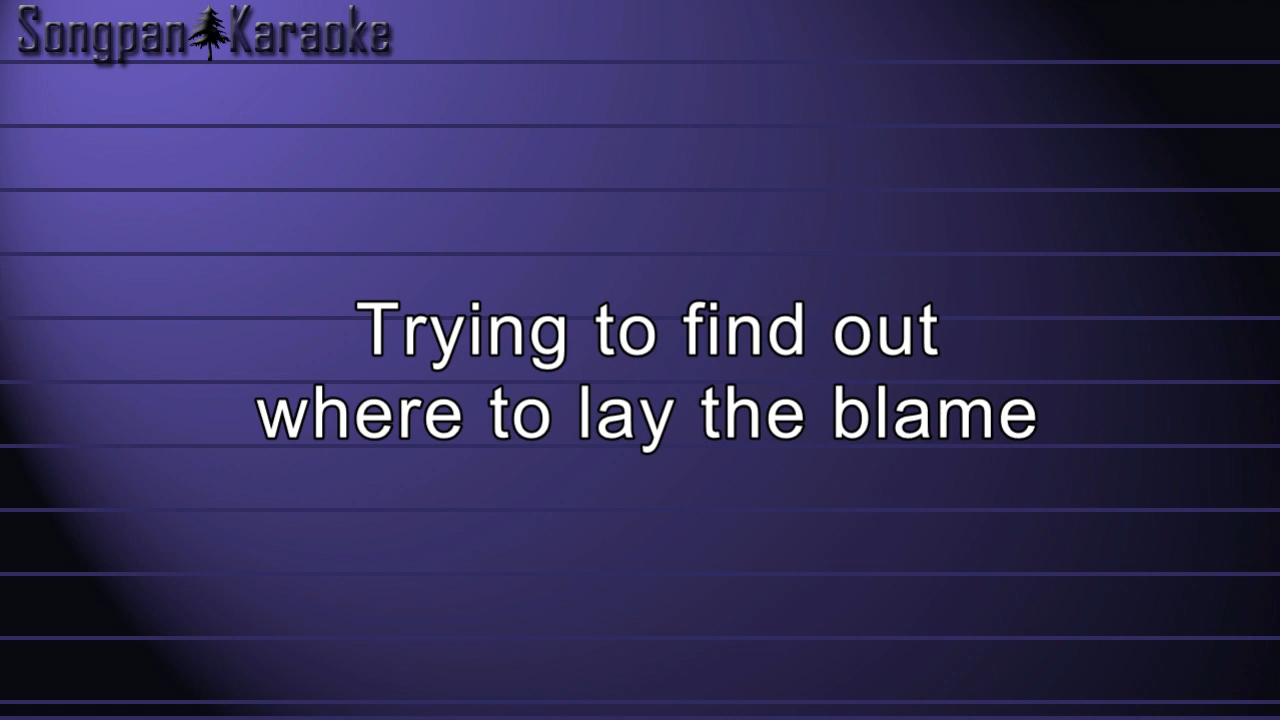 Songpan Karaoke
Trying to find out
where to lay the blame